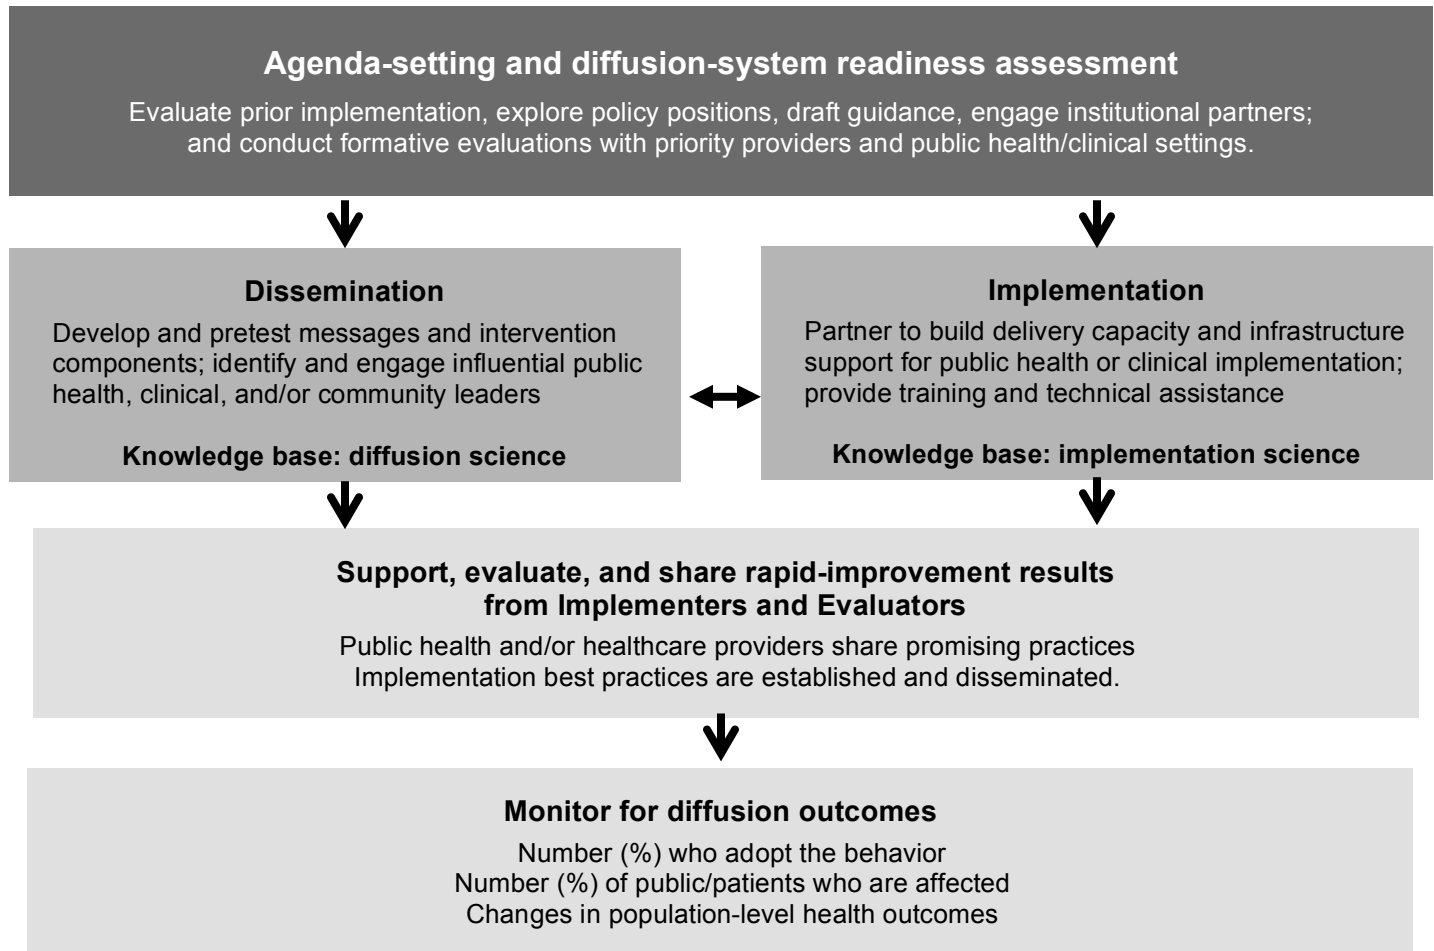 Agenda-setting and diffusion-system readiness assessment
Evaluate prior implementation, explore policy positions, draft guidance, engage institutional partners;
and conduct formative evaluations with priority providers and public health/clinical settings.
Dissemination
Develop and pretest messages and intervention
components; identify and engage influential public
health, clinical, and/or community leaders
Knowledge base: diffusion science
Implementation
Partner to build delivery capacity and infrastructure
support for public health or clinical implementation;
provide training and technical assistance
Knowledge base: implementation science
Support, evaluate, and share rapid-improvement results
from Implementers and Evaluators
Public health and/or healthcare providers share promising practices
Implementation best practices are established and disseminated.
Monitor for diffusion outcomes
Number (%) who adopt the behavior
Number (%) of public/patients who are affected
Changes in population-level health outcomes